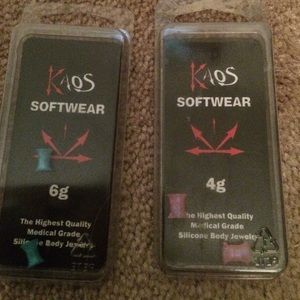 KAOS
SOFTWEAR
6g
The Highest Quality
Medical Grade
Silicone Body Jewelry
KAOS
SOFTWEAR
4g
The Highest Quality
Medical Grade
Silicone Body Jewelry